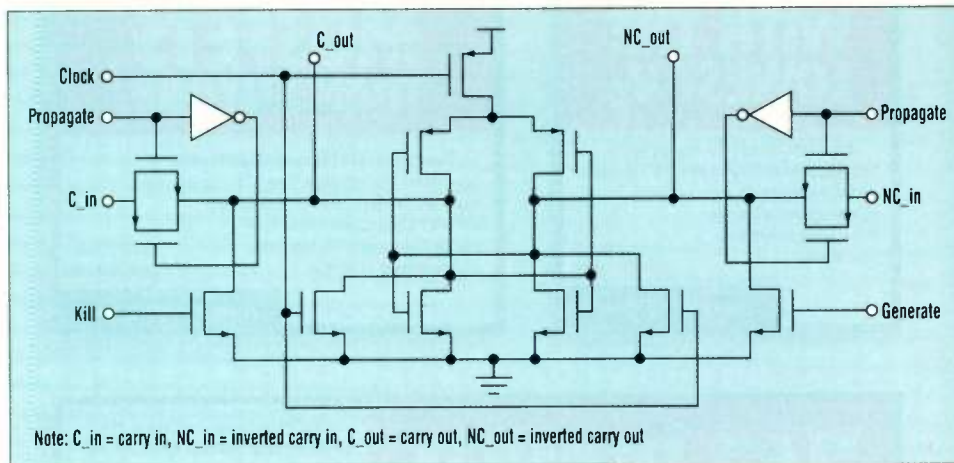 C_out
NC_out
Clock
Propagate
Propagate
C_in
NC_in
Kill
Generate
Note: C_in = carry in, NC_in = inverted carry in, C_out = carry out, NC_out = inverted carry out